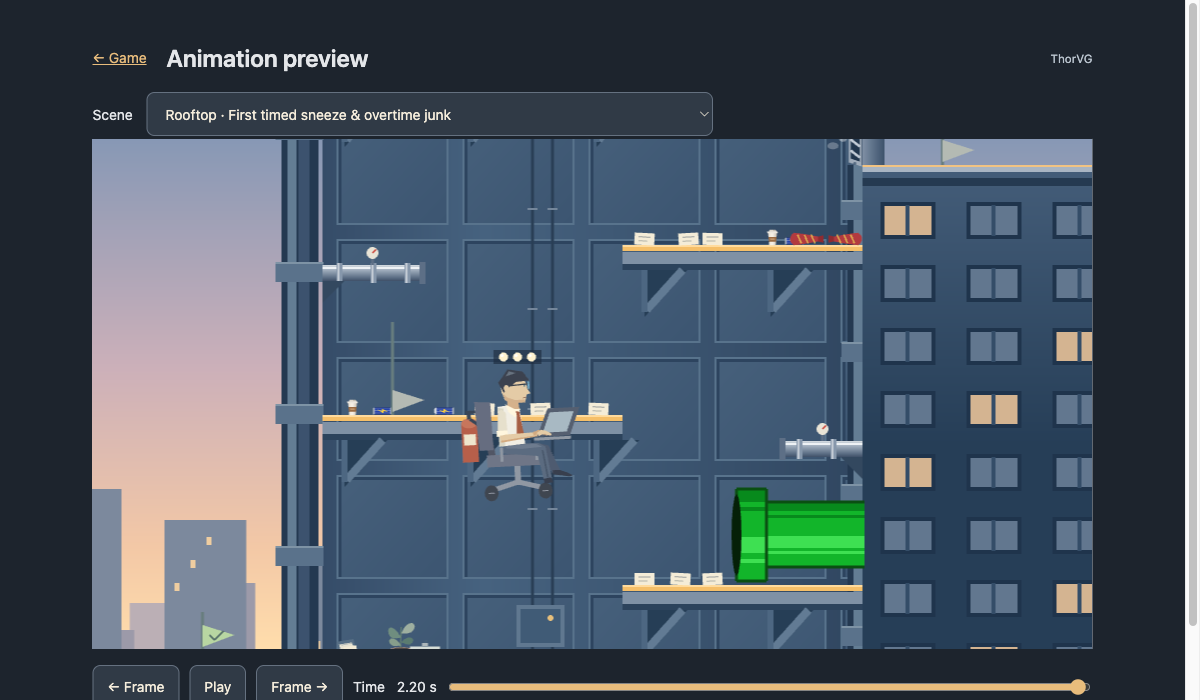 ← Game
Animation preview
ThorVG
Scene
Rooftop · First timed sneeze & overtime junk
← Frame
Play
Frame →
Time
2.20 s